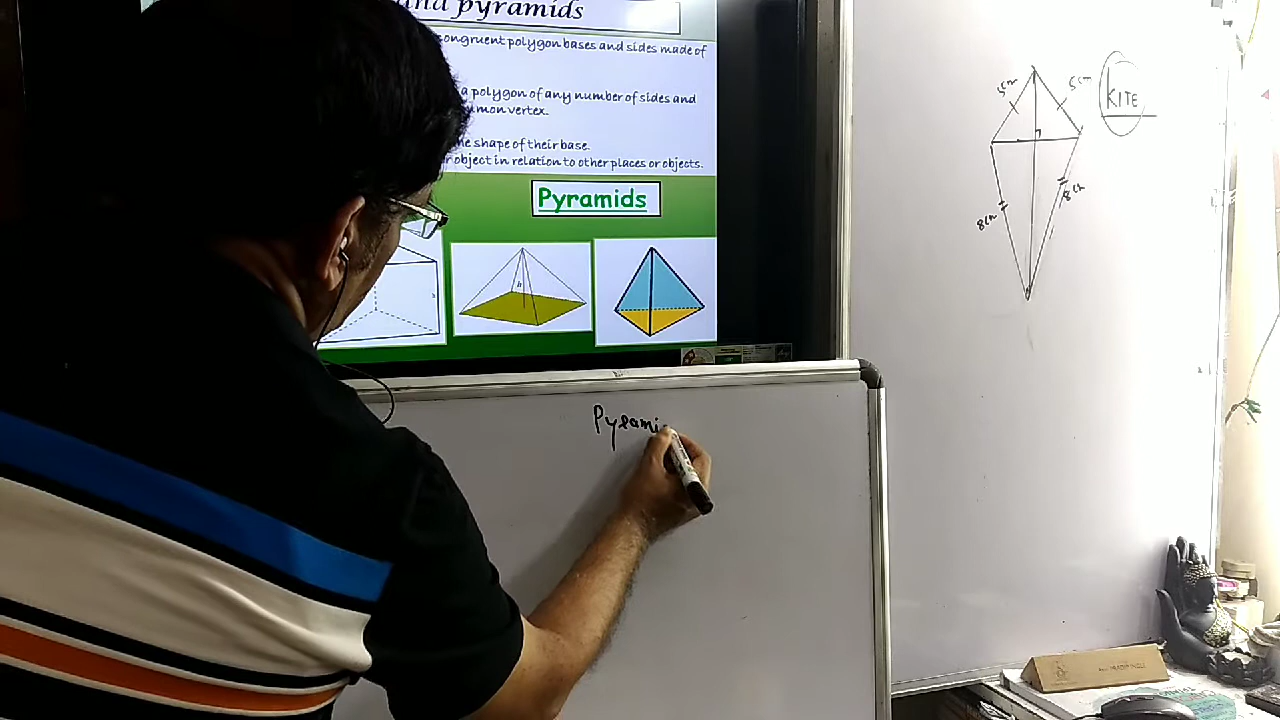 and pyramids
congruent polygon bases and sides made of
a polygon of any number of sides and
mmon vertex.
he shape of their base.
r object in relation to other places or objects.
Pyramids
h
Pyrami
5cm
5cm
KITE
8cm
8cm